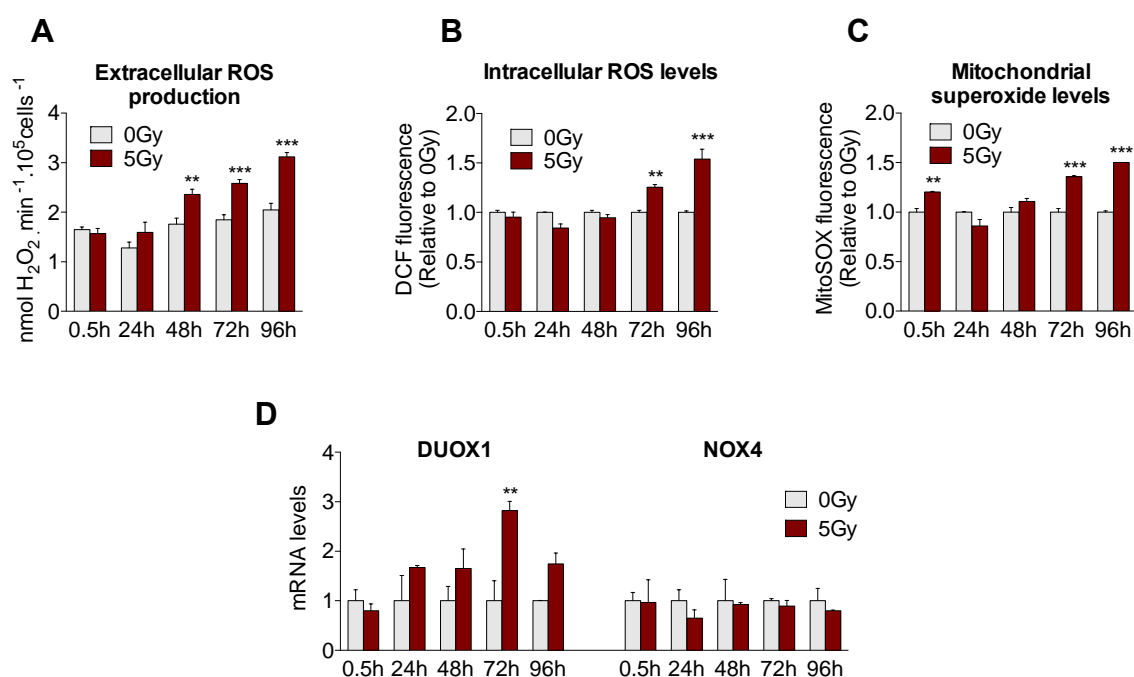 A
Extracellular ROS
production
nmol H₂O₂ . min⁻¹.10⁵cells⁻¹
4
3
2
1
0
0Gy
5Gy
**
***
***
0.5h 24h 48h 72h 96h
B
Intracellular ROS levels
DCF fluorescence
(Relative to 0Gy)
2.0
1.5
1.0
0.5
0.0
0Gy
5Gy
**
***
0.5h 24h 48h 72h 96h
C
Mitochondrial
superoxide levels
MitoSOX fluorescence
(Relative to 0Gy)
2.0
1.5
1.0
0.5
0.0
0Gy
5Gy
**
***
***
0.5h 24h 48h 72h 96h
D
DUOX1
NOX4
mRNA levels
4
3
2
1
0
**
0Gy
5Gy
0.5h 24h 48h 72h 96h
0.5h 24h 48h 72h 96h